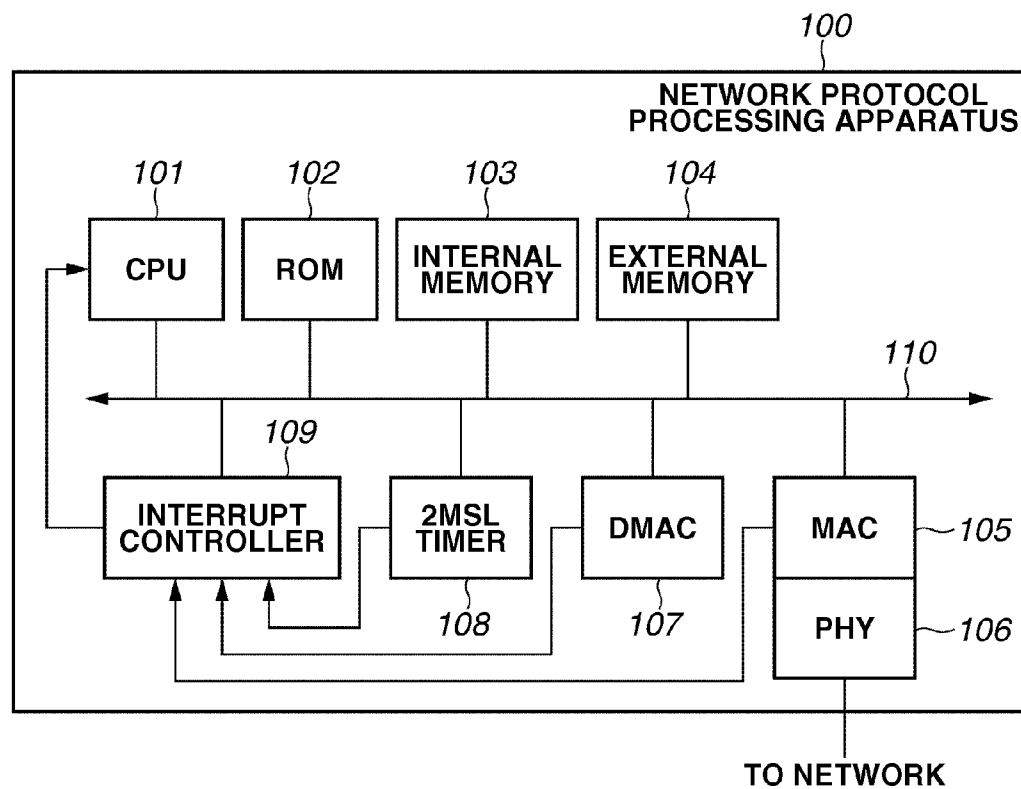 100
NETWORK PROTOCOL
PROCESSING APPARATUS
101
102
103
104
CPU
ROM
INTERNAL
MEMORY
EXTERNAL
MEMORY
110
109
INTERRUPT
CONTROLLER
2MSL
TIMER
108
DMAC
107
MAC
105
PHY
106
TO NETWORK